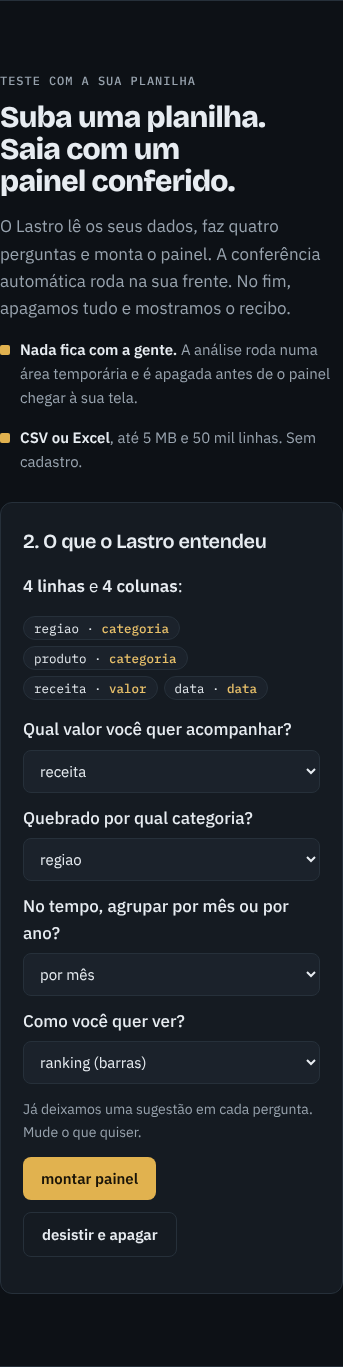 TESTE COM A SUA PLANILHA
Suba uma planilha.
Saia com um
painel conferido.
O Lastro lê os seus dados, faz quatro
perguntas e monta o painel. A conferência
automática roda na sua frente. No fim,
apagamos tudo e mostramos o recibo.
Nada fica com a gente. A análise roda numa
área temporária e é apagada antes de o painel
chegar à sua tela.
CSV ou Excel, até 5 MB e 50 mil linhas. Sem
cadastro.
2. O que o Lastro entendeu
4 linhas e 4 colunas:
regiao · categoria
produto · categoria
receita · valor data · data
Qual valor você quer acompanhar?
receita
Quebrado por qual categoria?
regiao
No tempo, agrupar por mês ou por
ano?
por mês
Como você quer ver?
ranking (barras)
Já deixamos uma sugestão em cada pergunta.
Mude o que quiser.
montar painel
desistir e apagar